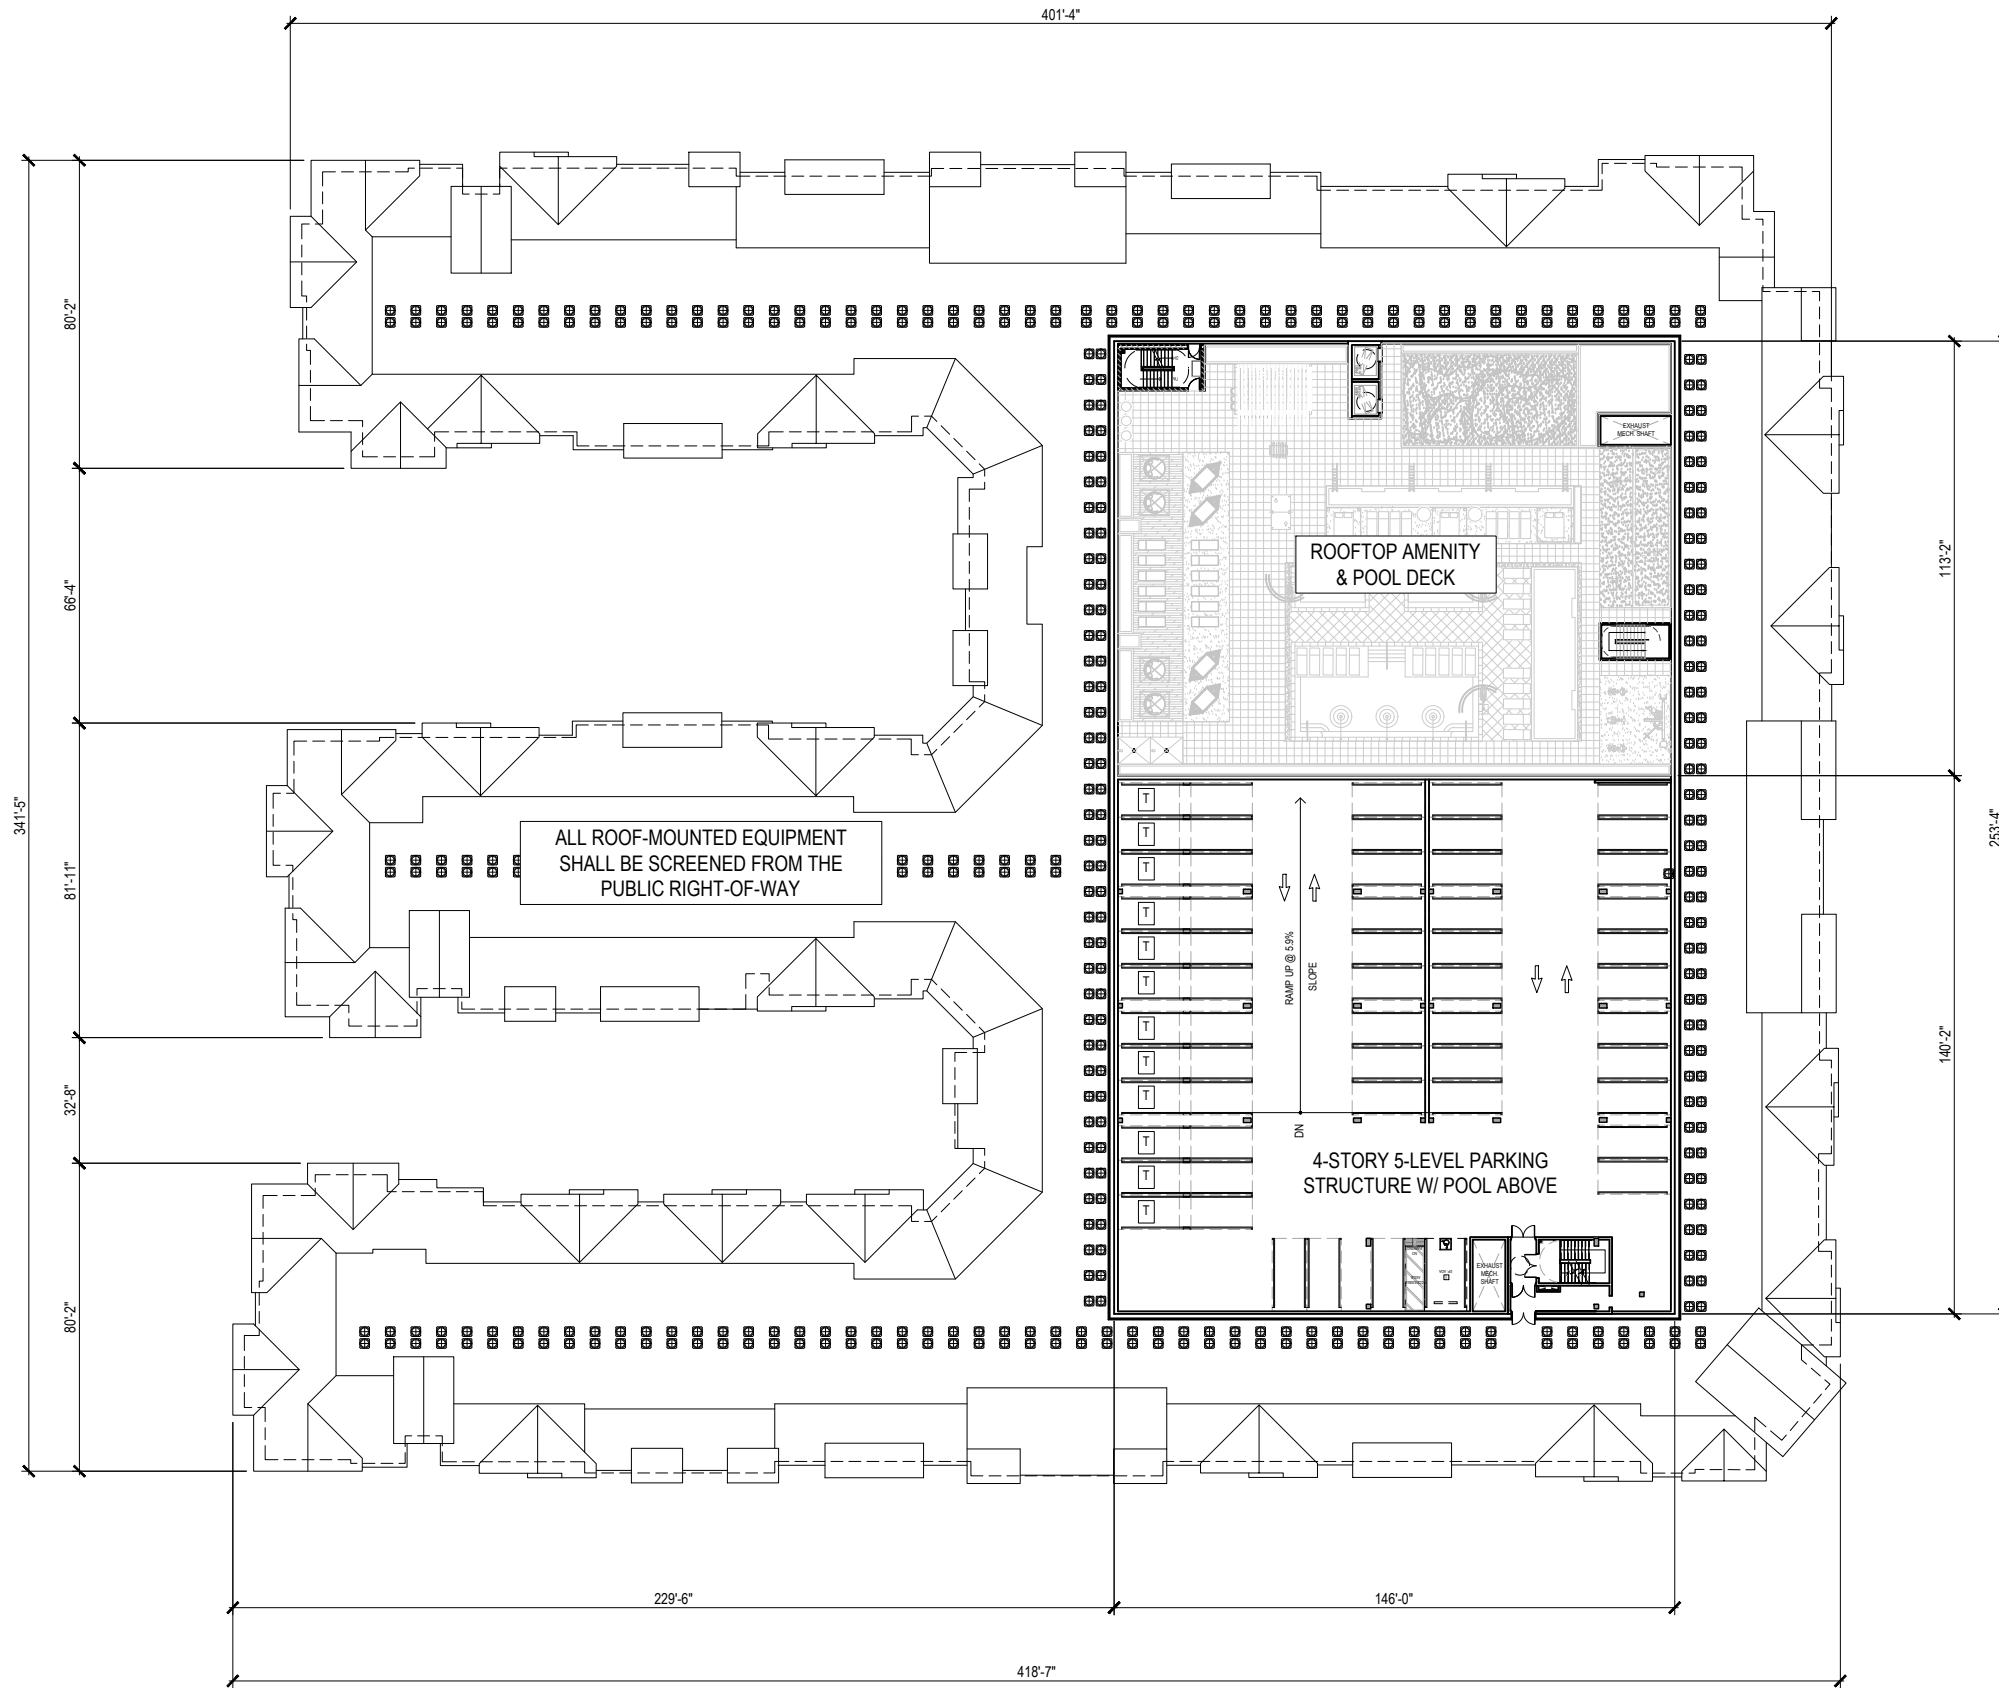 401'-4"
80'-2"
EXHAUST
MECH. SHAFT
ROOFTOP AMENITY
& POOL DECK
113'-2"
66'-4"
341'-5"
253'-4"
T
T
T
T
T
T
T
T
T
T
T
T
ALL ROOF-MOUNTED EQUIPMENT
SHALL BE SCREENED FROM THE
PUBLIC RIGHT-OF-WAY
81'-11"
RAMP UP @ 5.9%
SLOPE
DN
140'-2"
32'-8"
4-STORY 5-LEVEL PARKING
STRUCTURE W/ POOL ABOVE
80'-2"
EXHAUST
MECH.
SHAFT
229'-6"
146'-0"
418'-7"